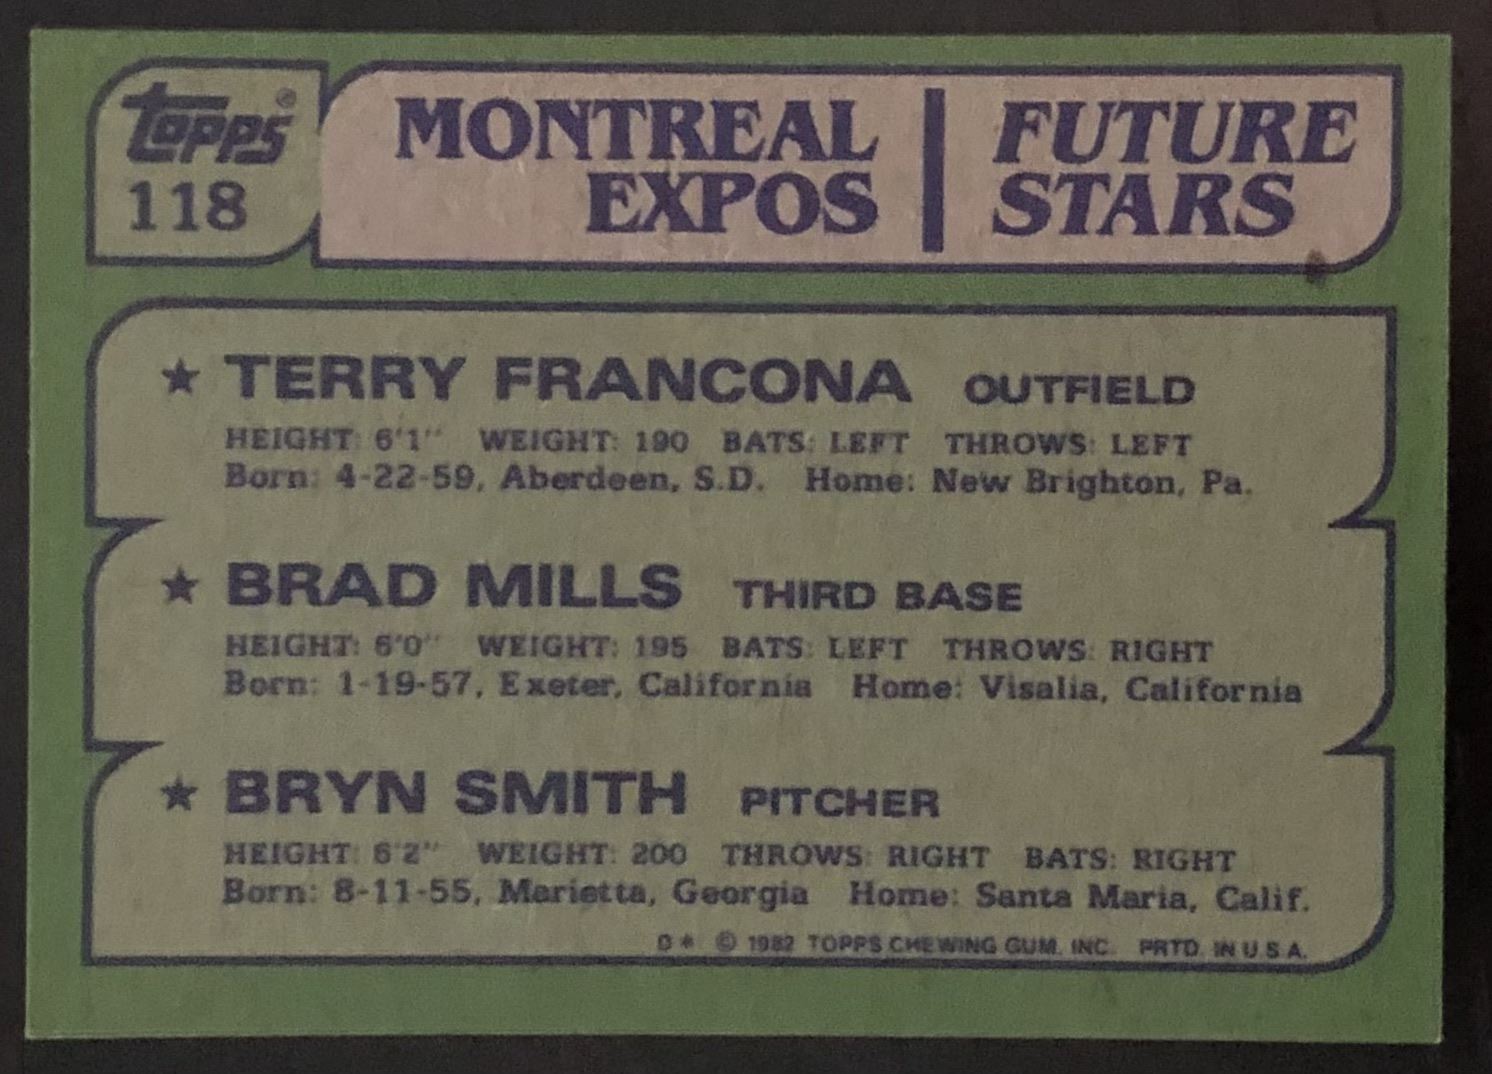 Topps®
118
MONTREAL
EXPOS
FUTURE
STARS
★ TERRY FRANCONA OUTFIELD
HEIGHT: 6'1" WEIGHT: 190 BATS: LEFT THROWS: LEFT
Born: 4-22-59, Aberdeen, S.D. Home: New Brighton, Pa.
★ BRAD MILLS THIRD BASE
HEIGHT: 6'0" WEIGHT: 195 BATS: LEFT THROWS: RIGHT
Born: 1-19-57, Exeter, California Home: Visalia, California
★ BRYN SMITH PITCHER
HEIGHT: 6'2" WEIGHT: 200 THROWS: RIGHT BATS: RIGHT
Born: 8-11-55, Marietta, Georgia Home: Santa Maria, Calif.
D* © 1982 TOPPS CHEWING GUM, INC. PRTD. IN U.S.A.